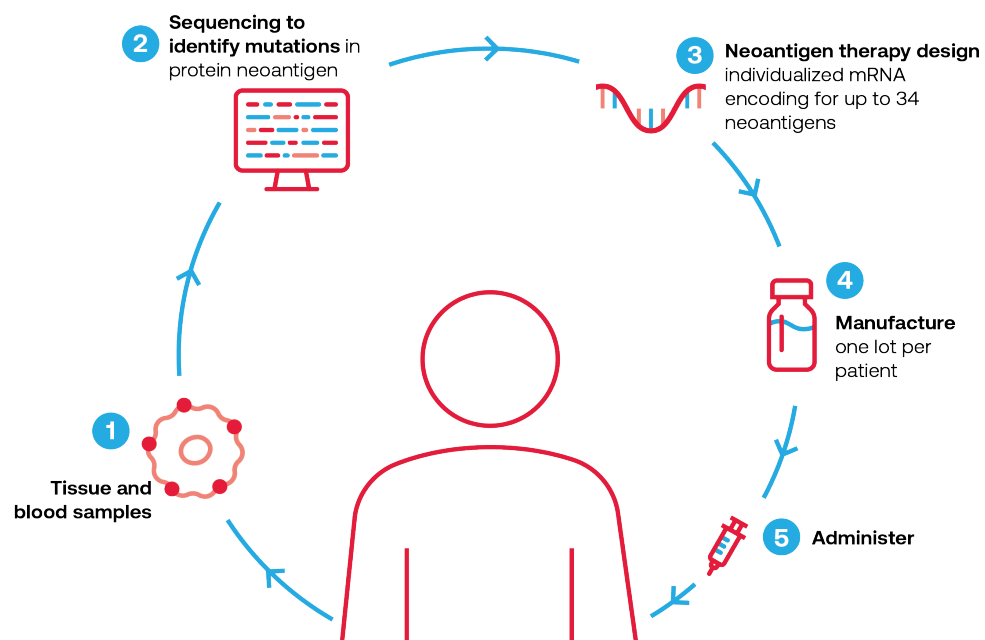 1
Tissue and
blood samples
2
Sequencing to
identify mutations in
protein neoantigen
3
Neoantigen therapy design
individualized mRNA
encoding for up to 34
neoantigens
4
Manufacture
one lot per
patient
5
Administer